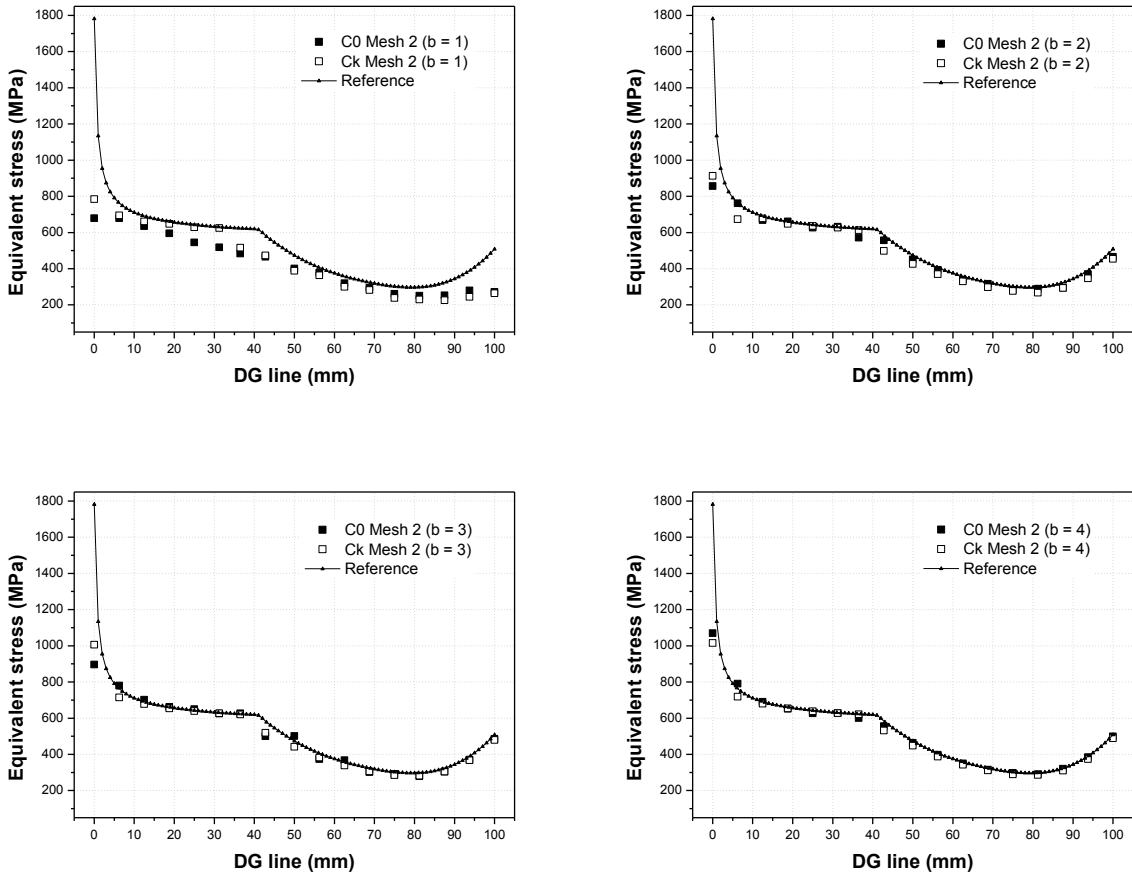 1800
1600
1400
1200
1000
800
600
400
200
Equivalent stress (MPa)
C0 Mesh 2 (b = 1)
Ck Mesh 2 (b = 1)
Reference
0 10 20 30 40 50 60 70 80 90 100
DG line (mm)
1800
1600
1400
1200
1000
800
600
400
200
Equivalent stress (MPa)
C0 Mesh 2 (b = 2)
Ck Mesh 2 (b = 2)
Reference
0 10 20 30 40 50 60 70 80 90 100
DG line (mm)
1800
1600
1400
1200
1000
800
600
400
200
Equivalent stress (MPa)
C0 Mesh 2 (b = 3)
Ck Mesh 2 (b = 3)
Reference
0 10 20 30 40 50 60 70 80 90 100
DG line (mm)
1800
1600
1400
1200
1000
800
600
400
200
Equivalent stress (MPa)
C0 Mesh 2 (b = 4)
Ck Mesh 2 (b = 4)
Reference
0 10 20 30 40 50 60 70 80 90 100
DG line (mm)